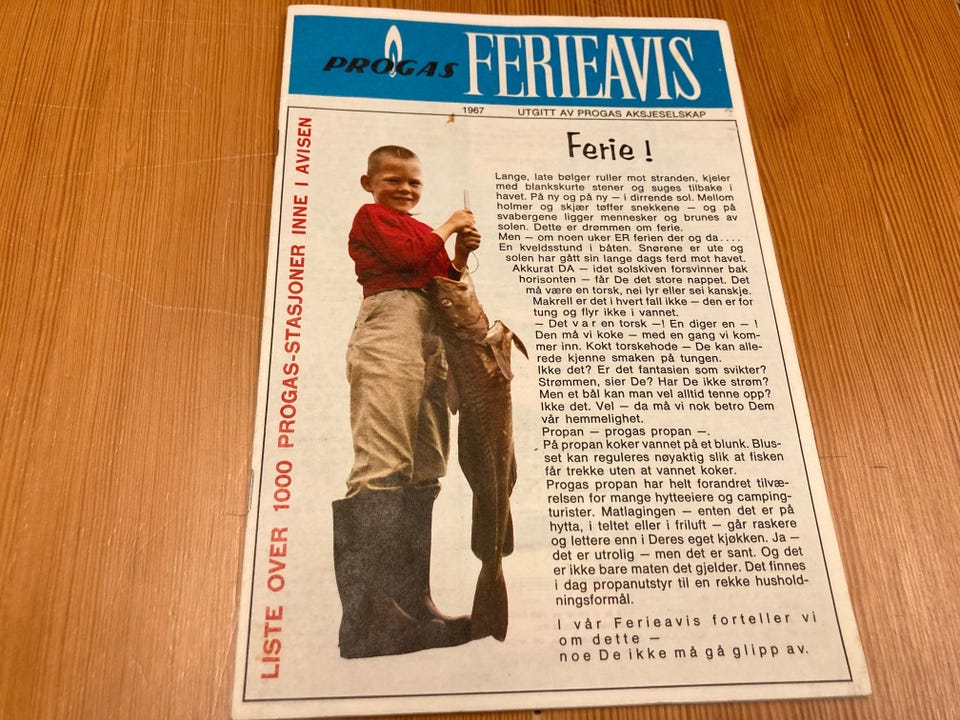 PROGAS FERIEAVIS
1967 UTGITT AV PROGAS AKSJESELSKAP
LISTE OVER 1000 PROGAS-STASJONER INNE I AVISEN
Ferie !
Lange, late bølger ruller mot stranden, kjeler
med blankskurte stener og suges tilbake i
havet. På ny og på ny — i dirrende sol. Mellom
holmer og skjær tøffer snekkene — og på
svabergene ligger mennesker og brunes av
solen. Dette er drømmen om ferie.
Men — om noen uker ER ferien der og da....
En kveldsstund i båten. Snørene er ute og
solen har gått sin lange dags ferd mot havet.
Akkurat DA — idet solskiven forsvinner bak
horisonten — får De det store nappet. Det
må være en torsk, nei lyr eller sei kanskje.
Makrell er det i hvert fall ikke — den er for
tung og flyr ikke i vannet.
— Det v a r en torsk —! En diger en — !
Den må vi koke — med en gang vi kom-
mer inn. Kokt torskehode — De kan alle-
rede kjenne smaken på tungen.
Ikke det? Er det fantasien som svikter?
Strømmen, sier De? Har De ikke strøm?
Men et bål kan man vel alltid tenne opp?
Ikke det. Vel — da må vi nok betro Dem
vår hemmelighet.
Propan — progas propan —.
På propan koker vannet på et blunk. Blus-
set kan reguleres nøyaktig slik at fisken
får trekke uten at vannet koker.
Progas propan har helt forandret tilvæ-
relsen for mange hytteeiere og camping-
turister. Matlagingen — enten det er på
hytta, i teltet eller i friluft — går raskere
og lettere enn i Deres eget kjøkken. Ja —
det er utrolig — men det er sant. Og det
er ikke bare maten det gjelder. Det finnes
i dag propanutstyr til en rekke hushold-
ningsformål.
I vår Ferieavis forteller vi
om dette —
noe De ikke må gå glipp av.